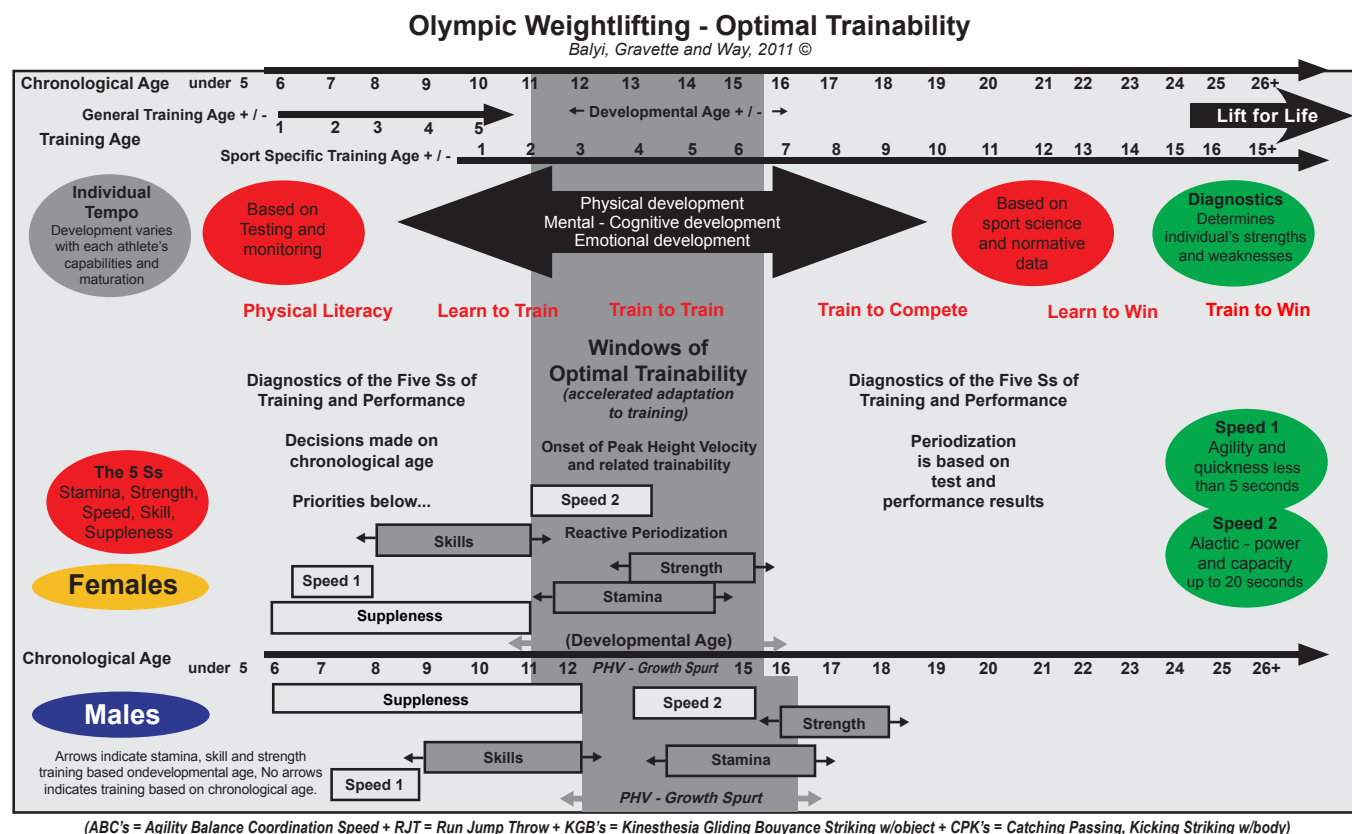 Olympic Weightlifting - Optimal Trainability
Balyi, Gravette and Way, 2011 ©
Chronological Age under 5 6 7 8 9 10 11 12 13 14 15 16 17 18 19 20 21 22 23 24 25 26+
General Training Age + / -
1 2 3 4 5
Developmental Age + / -
Lift for Life
Training Age
Sport Specific Training Age + / -
1 2 3 4 5 6 7 8 9 10 11 12 13 14 15 16 15+
Individual
Tempo
Development varies
with each athlete's
capabilities and
maturation
Based on
Testing and
monitoring
Physical development
Mental - Cognitive development
Emotional development
Based on
sport science
and normative
data
Diagnostics
Determines
individual's strengths
and weaknesses
Physical Literacy
Learn to Train
Train to Train
Train to Compete
Learn to Win
Train to Win
Windows of
Optimal Trainability
(accelerated adaptation
to training)
Diagnostics of the Five Ss of
Training and Performance
Decisions made on
chronological age
Priorities below...
Onset of Peak Height Velocity
and related trainability
Diagnostics of the Five Ss of
Training and Performance
Periodization
is based on
test and
performance results
Speed 1
Agility and
quickness less
than 5 seconds
Speed 2
Alactic - power
and capacity
up to 20 seconds
The 5 Ss
Stamina, Strength,
Speed, Skill,
Suppleness
Females
Speed 2
Skills
Reactive Periodization
Strength
Speed 1
Stamina
Suppleness
(Developmental Age)
Chronological Age under 5 6 7 8 9 10 11 12 PHV - Growth Spurt 15 16 17 18 19 20 21 22 23 24 25 26+
Males
Suppleness
Speed 2
Strength
Skills
Stamina
Speed 1
PHV - Growth Spurt
Arrows indicate stamina, skill and strength
training based ondevelopmental age, No arrows
indicates training based on chronological age.
(ABC's = Agility Balance Coordination Speed + RJT = Run Jump Throw + KGB's = Kinesthesia Gliding Bouyance Striking w/object + CPK's = Catching Passing, Kicking Striking w/body)